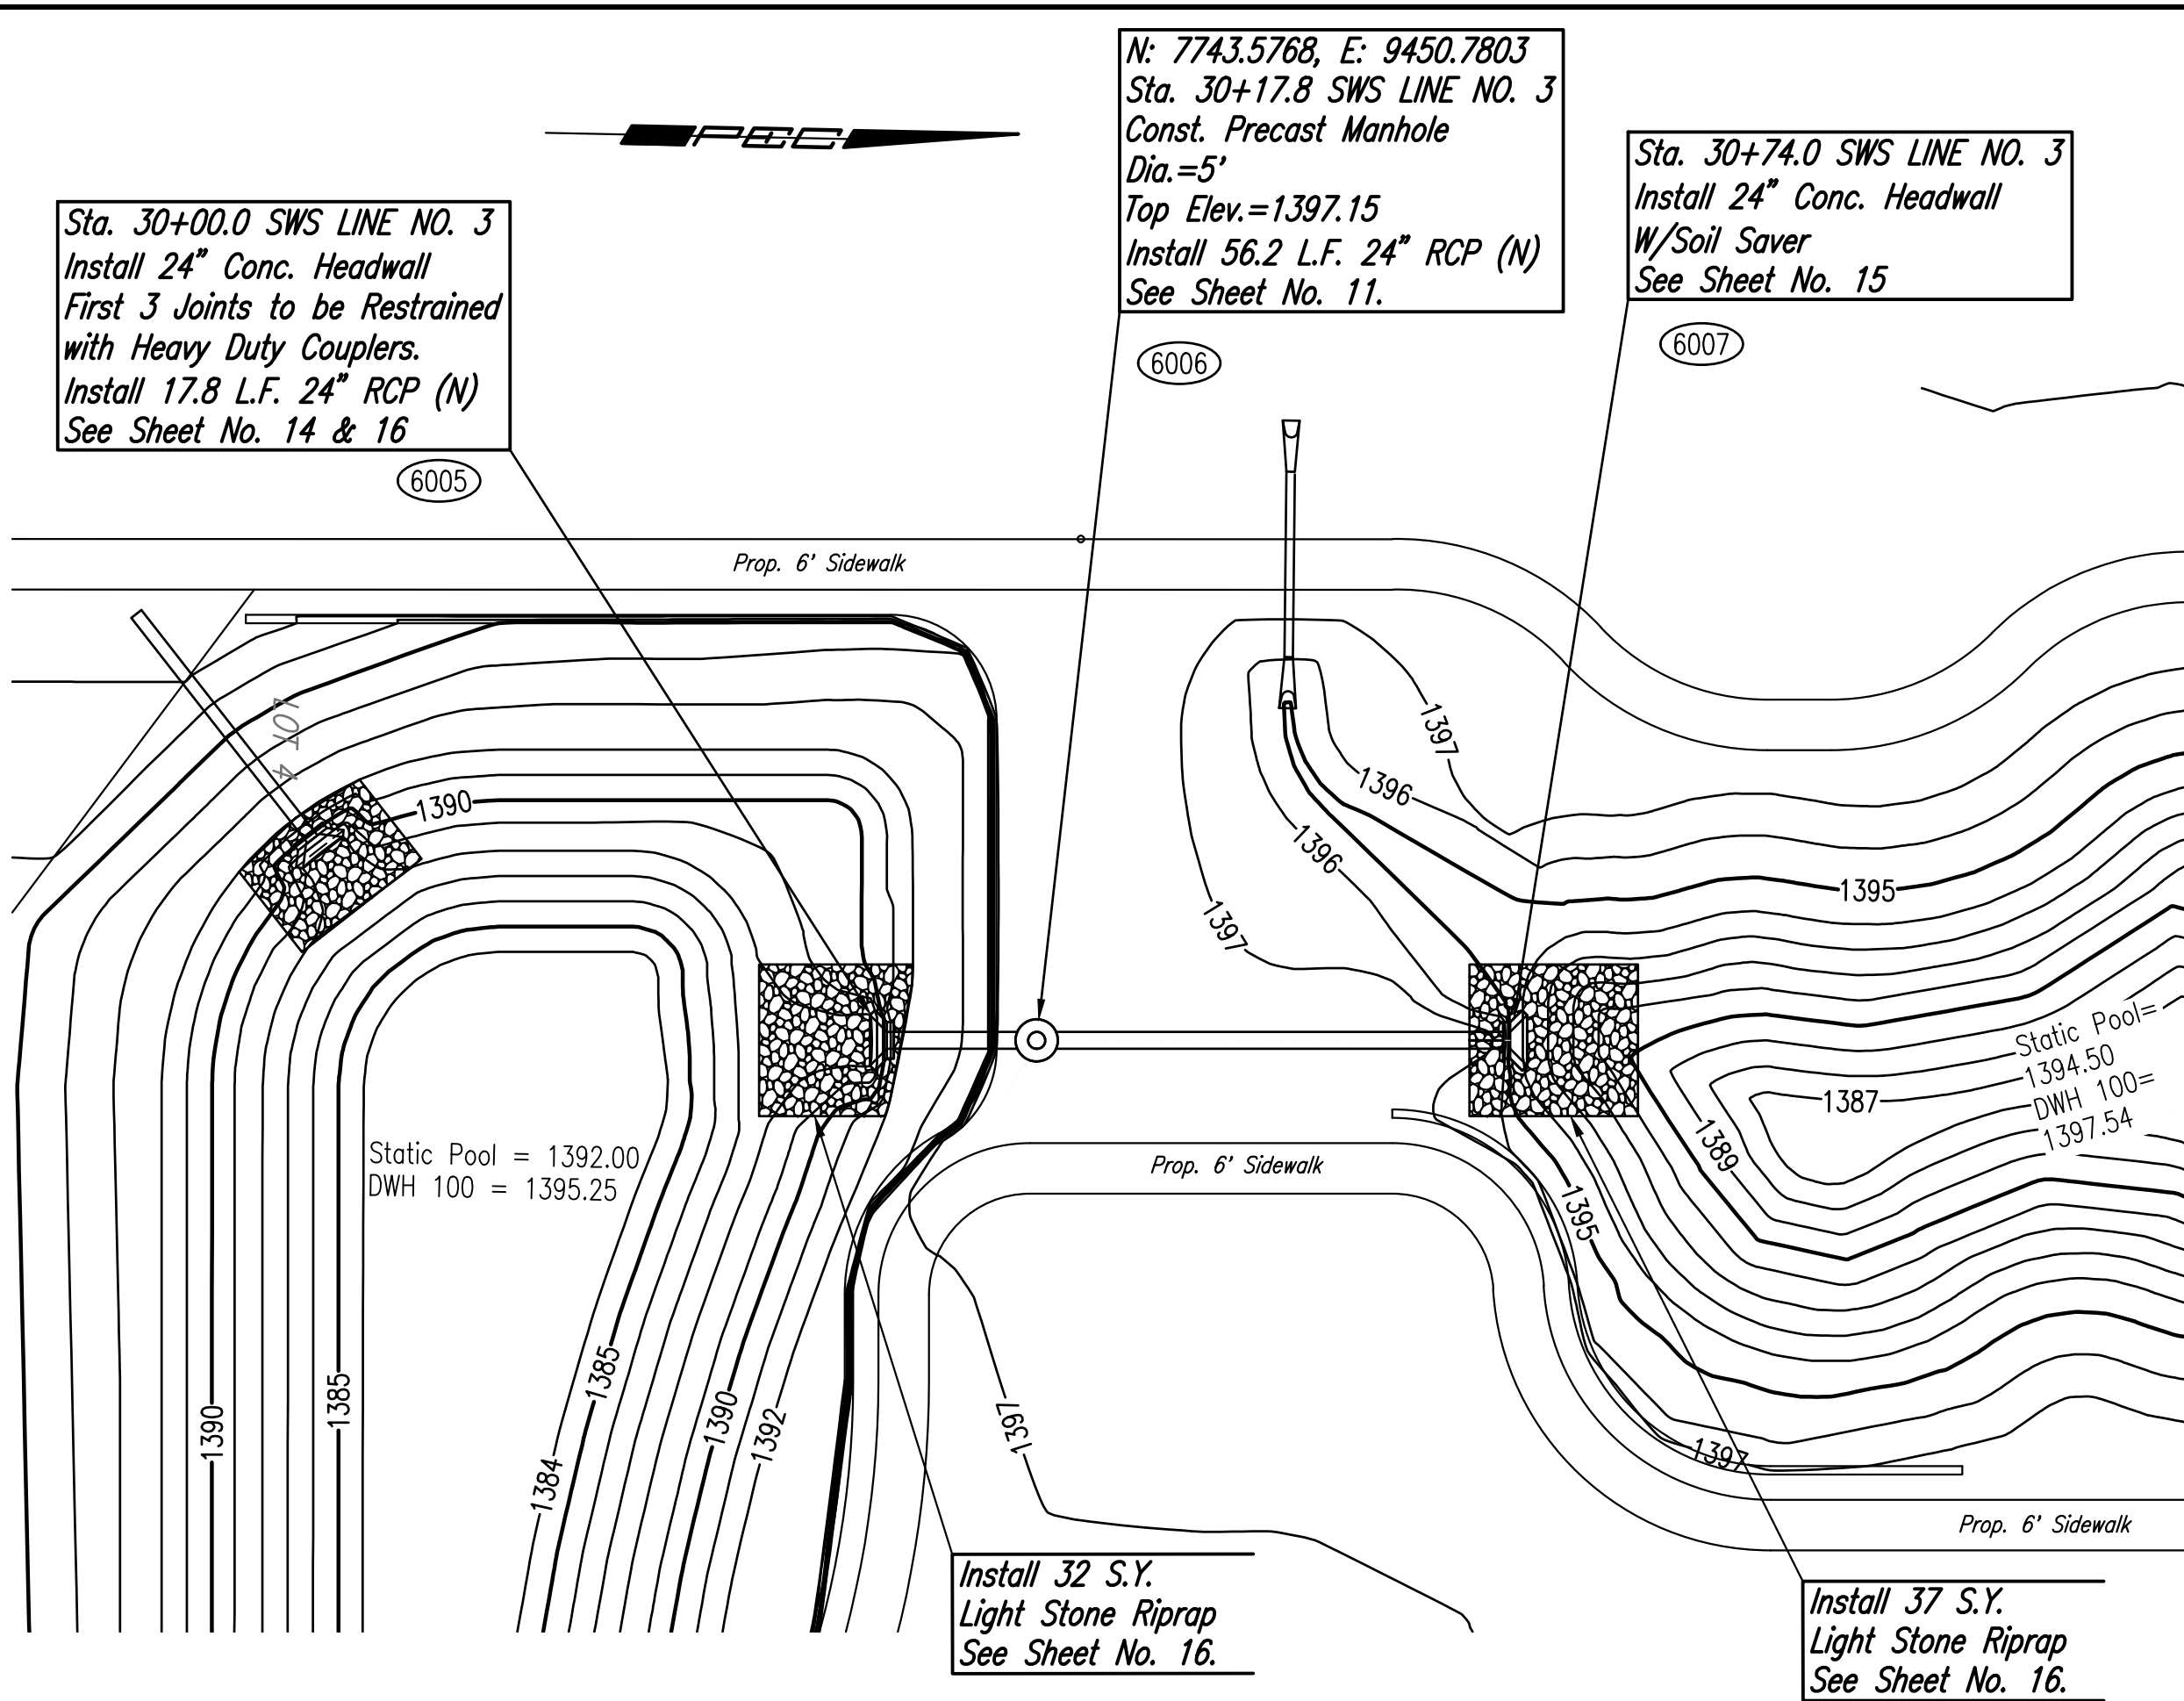 N: 7743.5768, E: 9450.7803
Sta. 30+17.8 SWS LINE NO. 3
Const. Precast Manhole
Dia.=5'
Top Elev.=1397.15
Install 56.2 L.F. 24" RCP (N)
See Sheet No. 11.
6006
PEC
Sta. 30+74.0 SWS LINE NO. 3
Install 24" Conc. Headwall
W/Soil Saver
See Sheet No. 15
6007
Sta. 30+00.0 SWS LINE NO. 3
Install 24" Conc. Headwall
First 3 Joints to be Restrained
with Heavy Duty Couplers.
Install 17.8 L.F. 24" RCP (N)
See Sheet No. 14 & 16
6005
Prop. 6' Sidewalk
LOT 4
1390
1397
1396
1396
1395
1397
Static Pool=
1394.50
DWH 100=
1397.54
1387
1389
Static Pool = 1392.00
DWH 100 = 1395.25
Prop. 6' Sidewalk
1395
1385
1385
1390
1390
1392
1397
1384
1397
Prop. 6' Sidewalk
Install 32 S.Y.
Light Stone Riprap
See Sheet No. 16.
Install 37 S.Y.
Light Stone Riprap
See Sheet No. 16.